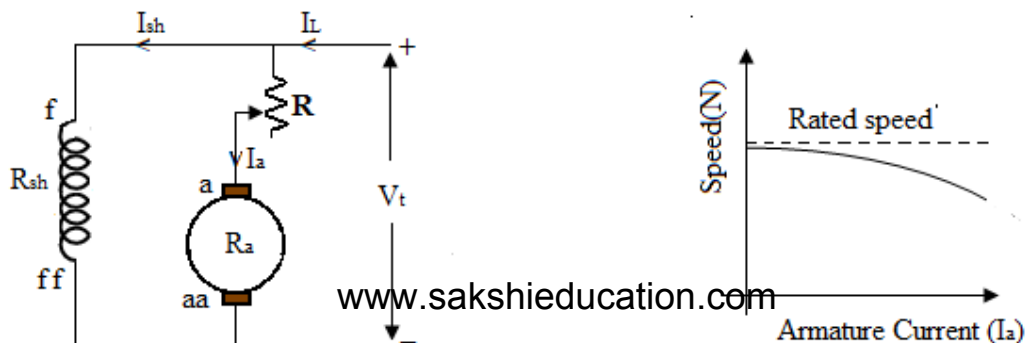 Ish
IL
+
f
R
Rsh
Ia
a
Vt
Ra
ff
aa
–
www.sakshieducation.com
Speed(N)
Rated speed
Armature Current (Ia)